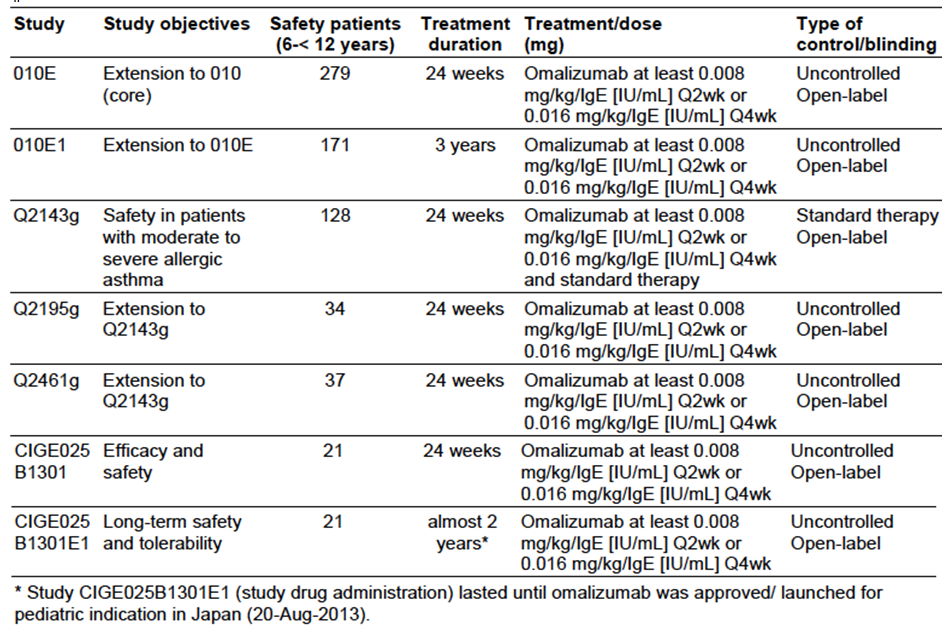 Study Study objectives Safety patients Treatment Treatment/dose Type of
(6-< 12 years) duration (mg) control/blinding
010E Extension to 010 279 24 weeks Omalizumab at least 0.008 Uncontrolled
(core) mg/kg/IgE [IU/mL] Q2wk or Open-label
0.016 mg/kg/IgE [IU/mL] Q4wk
010E1 Extension to 010E 171 3 years Omalizumab at least 0.008 Uncontrolled
mg/kg/IgE [IU/mL] Q2wk or Open-label
0.016 mg/kg/IgE [IU/mL] Q4wk
Q2143g Safety in patients 128 24 weeks Omalizumab at least 0.008 Standard therapy
with moderate to mg/kg/IgE [IU/mL] Q2wk or Open-label
severe allergic 0.016 mg/kg/IgE [IU/mL] Q4wk
asthma and standard therapy
Q2195g Extension to 34 24 weeks Omalizumab at least 0.008 Uncontrolled
Q2143g mg/kg/IgE [IU/mL] Q2wk or Open-label
0.016 mg/kg/IgE [IU/mL] Q4wk
Q2461g Extension to 37 24 weeks Omalizumab at least 0.008 Uncontrolled
Q2143g mg/kg/IgE [IU/mL] Q2wk or Open-label
0.016 mg/kg/IgE [IU/mL] Q4wk
CIGE025 Efficacy and 21 24 weeks Omalizumab at least 0.008 Uncontrolled
B1301 safety mg/kg/IgE [IU/mL] Q2wk or Open-label
0.016 mg/kg/IgE [IU/mL] Q4wk
CIGE025 Long-term safety 21 almost 2 Omalizumab at least 0.008 Uncontrolled
B1301E1 and tolerability years* mg/kg/IgE [IU/mL] Q2wk or Open-label
0.016 mg/kg/IgE [IU/mL] Q4wk
* Study CIGE025B1301E1 (study drug administration) lasted until omalizumab was approved/ launched for
pediatric indication in Japan (20-Aug-2013).